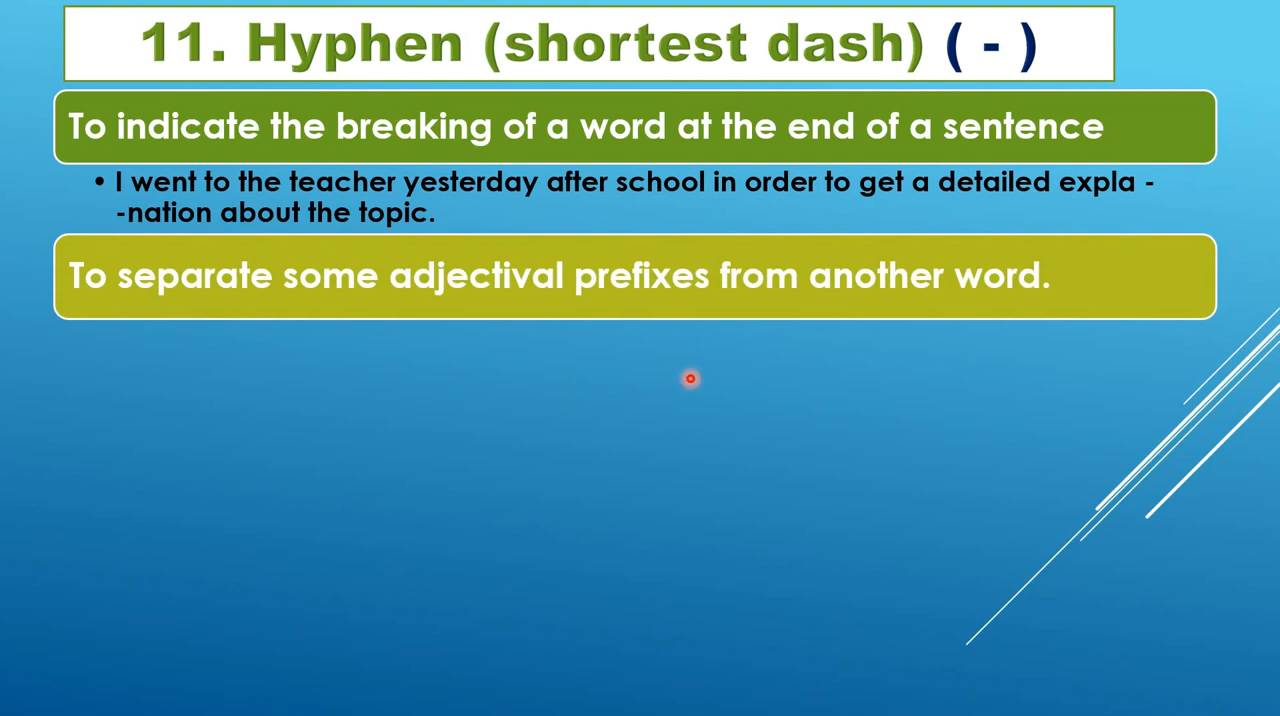 11. Hyphen (shortest dash) ( - )
To indicate the breaking of a word at the end of a sentence
• I went to the teacher yesterday after school in order to get a detailed expla -
-nation about the topic.
To separate some adjectival prefixes from another word.